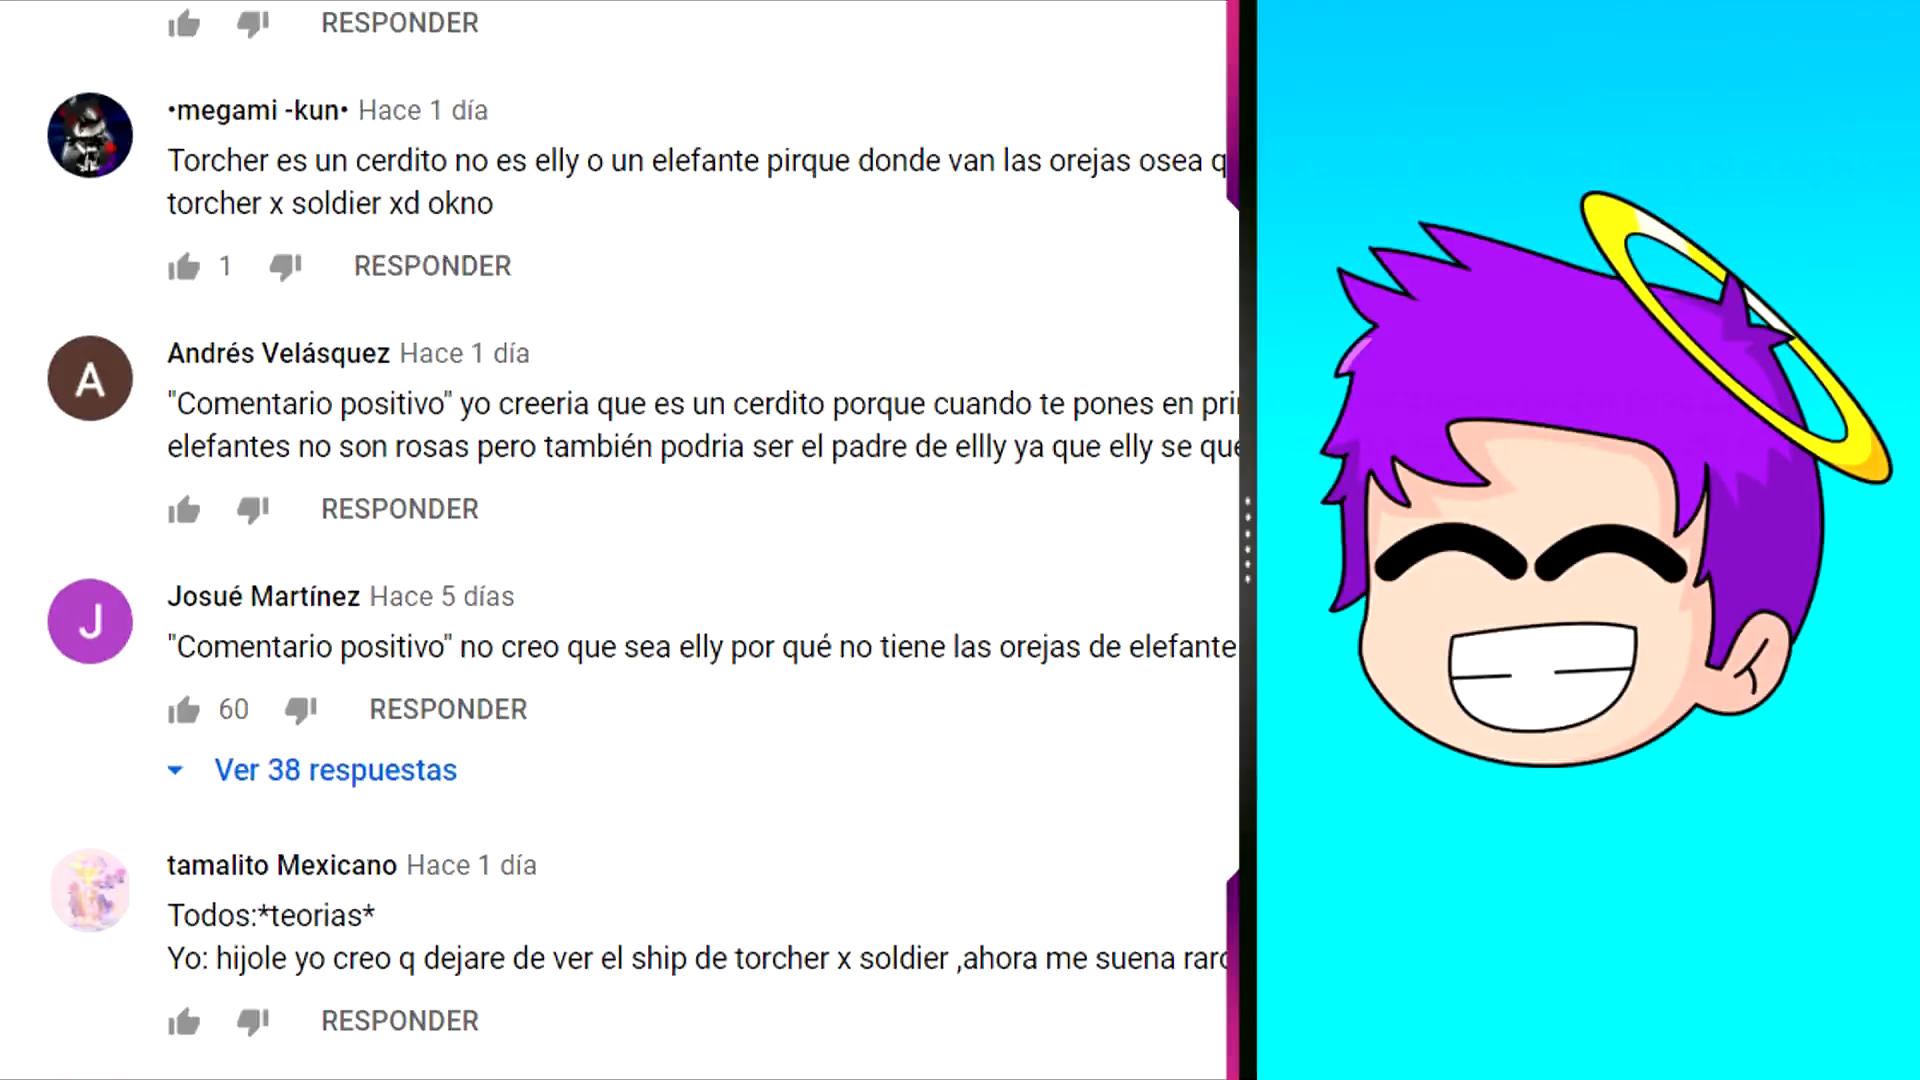 RESPONDER
•megami -kun• Hace 1 día
Torcher es un cerdito no es elly o un elefante pirque donde van las orejas osea q
torcher x soldier xd okno
1 RESPONDER
A
Andrés Velásquez Hace 1 día
"Comentario positivo" yo creeria que es un cerdito porque cuando te pones en
elefantes no son rosas pero también podria ser el padre de ellly ya que elly se
RESPONDER
J
Josué Martínez Hace 5 días
"Comentario positivo" no creo que sea elly por qué no tiene las orejas de elefante
60 RESPONDER
Ver 38 respuestas
tamalito Mexicano Hace 1 día
Todos:*teorias*
Yo: hijole yo creo q dejare de ver el ship de torcher x soldier ,ahora me suena
RESPONDER